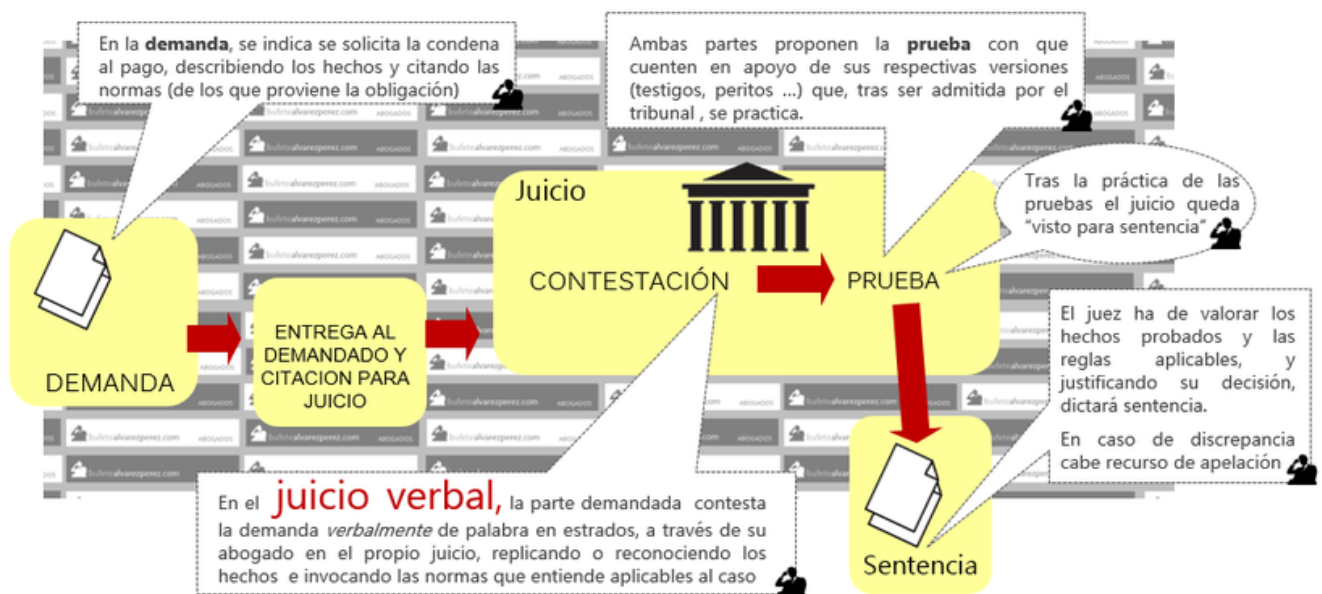 En la demanda, se indica se solicita la condena
al pago, describiendo los hechos y citando las
normas (de los que proviene la obligación)
Ambas partes proponen la prueba con que
cuenten en apoyo de sus respectivas versiones
(testigos, peritos ...) que, tras ser admitida por el
tribunal , se practica.
Tras la práctica de las
pruebas el juicio queda
“visto para sentencia”
Juicio
CONTESTACIÓN
PRUEBA
DEMANDA
ENTREGA AL
DEMANDADO Y
CITACION PARA
JUICIO
El juez ha de valorar los
hechos probados y las
reglas aplicables, y
justificando su decisión,
dictará sentencia.
En caso de discrepancia
cabe recurso de apelación
En el juicio verbal, la parte demandada contesta
la demanda verbalmente de palabra en estrados, a través de su
abogado en el propio juicio, replicando o reconociendo los
hechos e invocando las normas que entiende aplicables al caso
Sentencia
bufetealvarezperez.com ABOGADOS